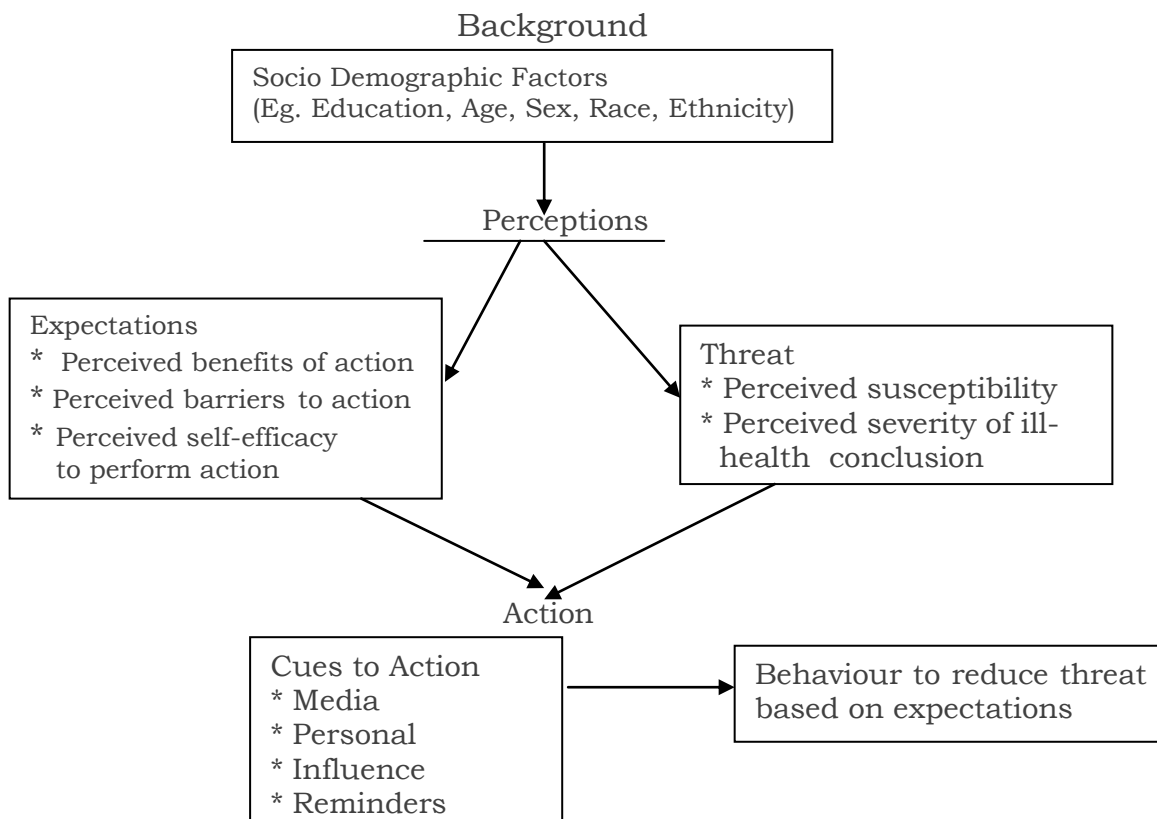 Background
Socio Demographic Factors
(Eg. Education, Age, Sex, Race, Ethnicity)
Perceptions
Expectations
* Perceived benefits of action
* Perceived barriers to action
* Perceived self-efficacy
to perform action
Threat
* Perceived susceptibility
* Perceived severity of ill-
health conclusion
Action
Cues to Action
* Media
* Personal
* Influence
* Reminders
Behaviour to reduce threat
based on expectations